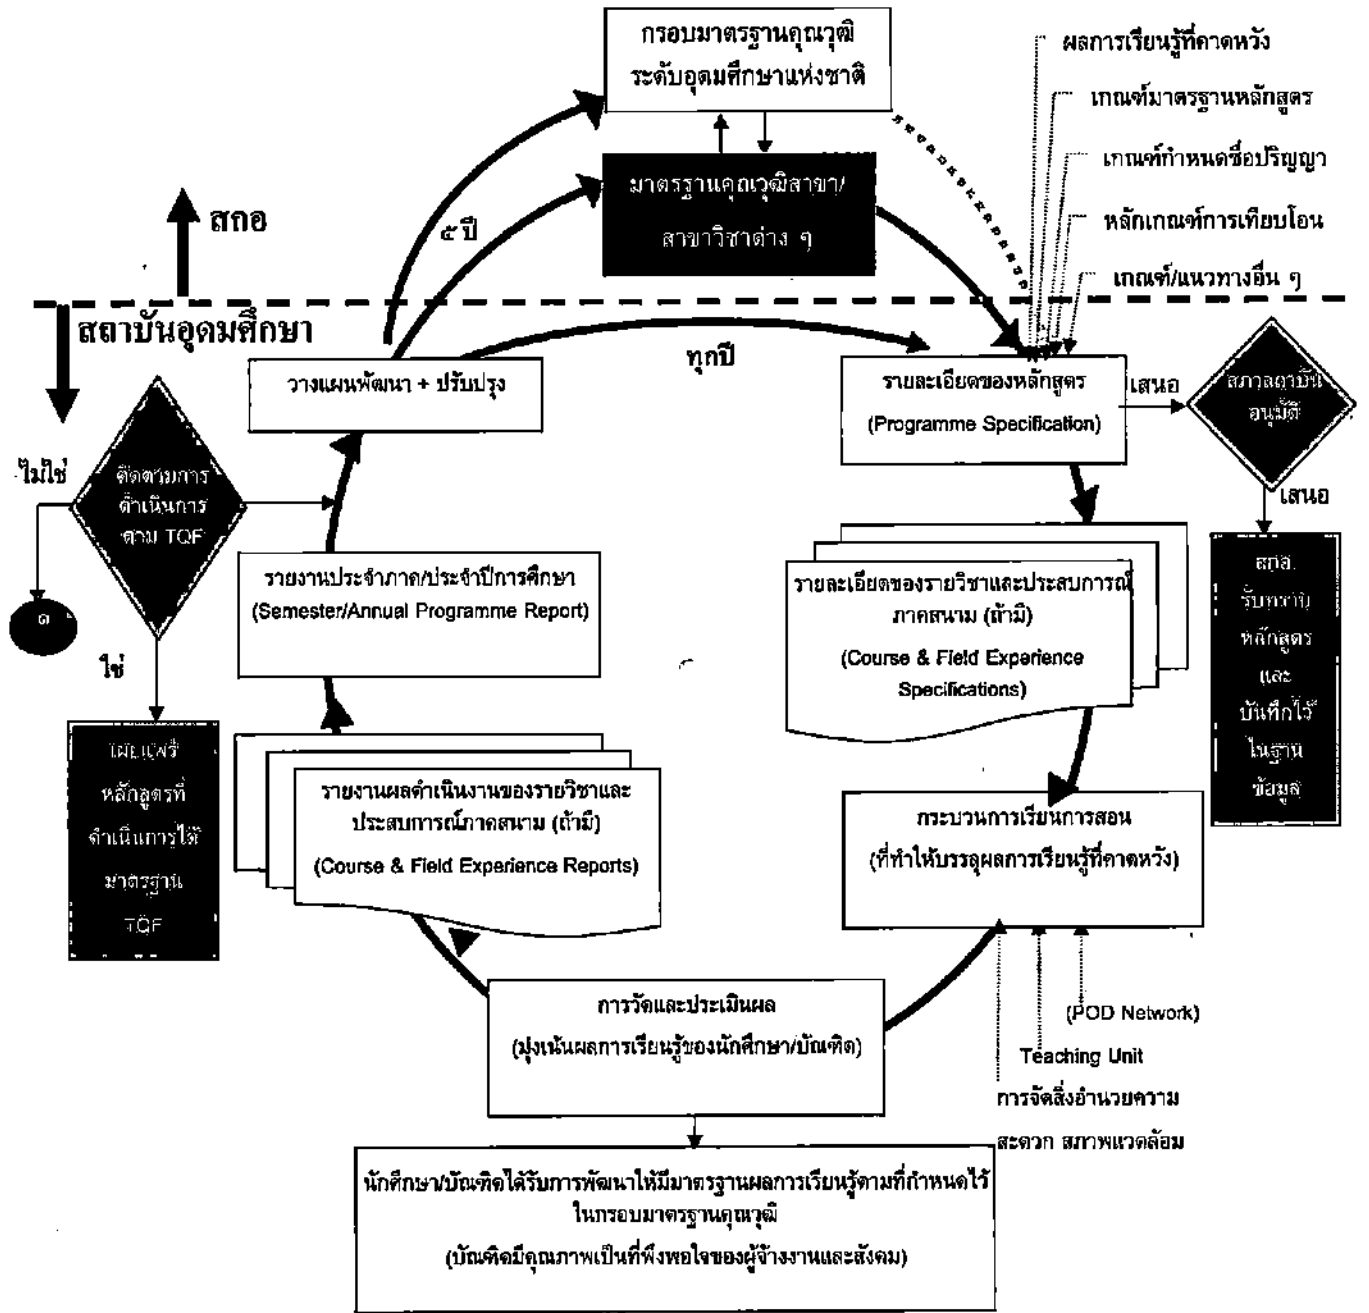 กรอบมาตรฐานคุณวุฒิ
ระดับอุดมศึกษาแห่งชาติ
ผลการเรียนรู้ที่คาดหวัง
เกณฑ์มาตรฐานหลักสูตร
เกณฑ์กำหนดชื่อปริญญา
หลักเกณฑ์การเทียบโอน
เกณฑ์/แนวทางอื่น ๆ
มาตรฐานคุณวุฒิสาขา/
สาขาวิชาต่าง ๆ
๕ ปี
สกอ
สถาบันอุดมศึกษา
ทุกปี
วางแผนพัฒนา + ปรับปรุง
รายละเอียดของหลักสูตร
(Programme Specification)
เสนอ
สภาสถาบัน
อนุมัติ
เสนอ
สกอ.
รับทราบ
หลักสูตร
และ
บันทึกไว้
ในฐาน
ข้อมูล
ไม่ใช่
ติดตามการ
ดำเนินการ
ตาม TQF
ใช่
รายงานประจำภาค/ประจำปีการศึกษา
(Semester/Annual Programme Report)
รายละเอียดของรายวิชาและประสบการณ์
ภาคสนาม (ถ้ามี)
(Course & Field Experience
Specifications)
เผยแพร่
หลักสูตรที่
ดำเนินการได้
มาตรฐาน
TQF
รายงานผลดำเนินงานของรายวิชาและ
ประสบการณ์ภาคสนาม (ถ้ามี)
(Course & Field Experience Reports)
กระบวนการเรียนการสอน
(ที่ทำให้บรรลุผลการเรียนรู้ที่คาดหวัง)
การวัดและประเมินผล
(มุ่งเน้นผลการเรียนรู้ของนักศึกษา/บัณฑิต)
(POD Network)
Teaching Unit
การจัดสิ่งอำนวยความ
สะดวก สภาพแวดล้อม
นักศึกษา/บัณฑิตได้รับการพัฒนาให้มีมาตรฐานผลการเรียนรู้ตามที่กำหนดไว้
ในกรอบมาตรฐานคุณวุฒิ
(บัณฑิตมีคุณภาพเป็นที่พึงพอใจของผู้จ้างงานและสังคม)